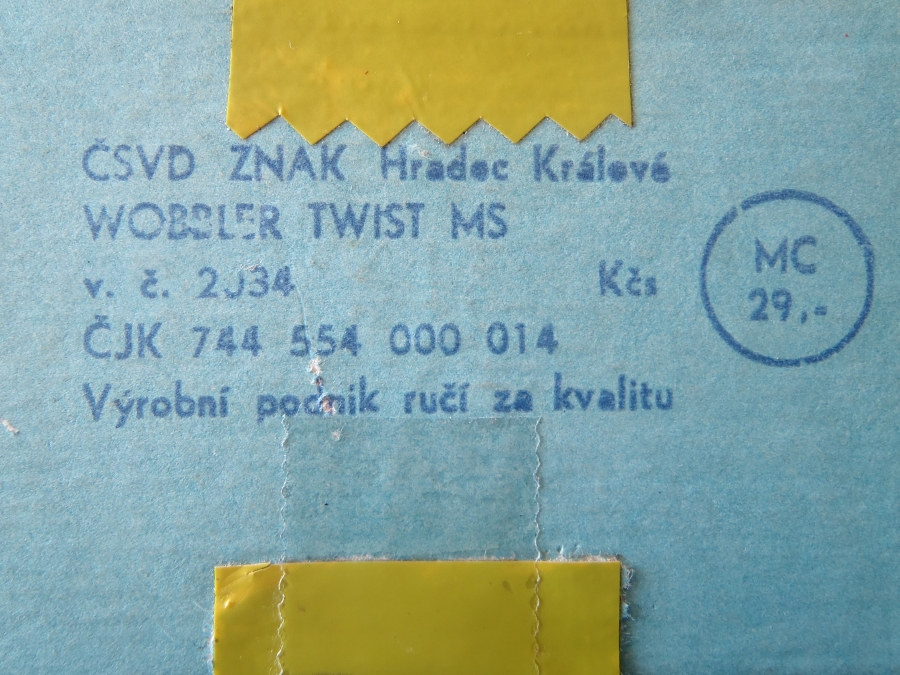 ČSVD ZNAK Hradec Králové
WOBBLER TWIST MS
v. č. 2034 Kčs
MC
29,-
ČJK 744 554 000 014
Výrobní podnik ručí za kvalitu